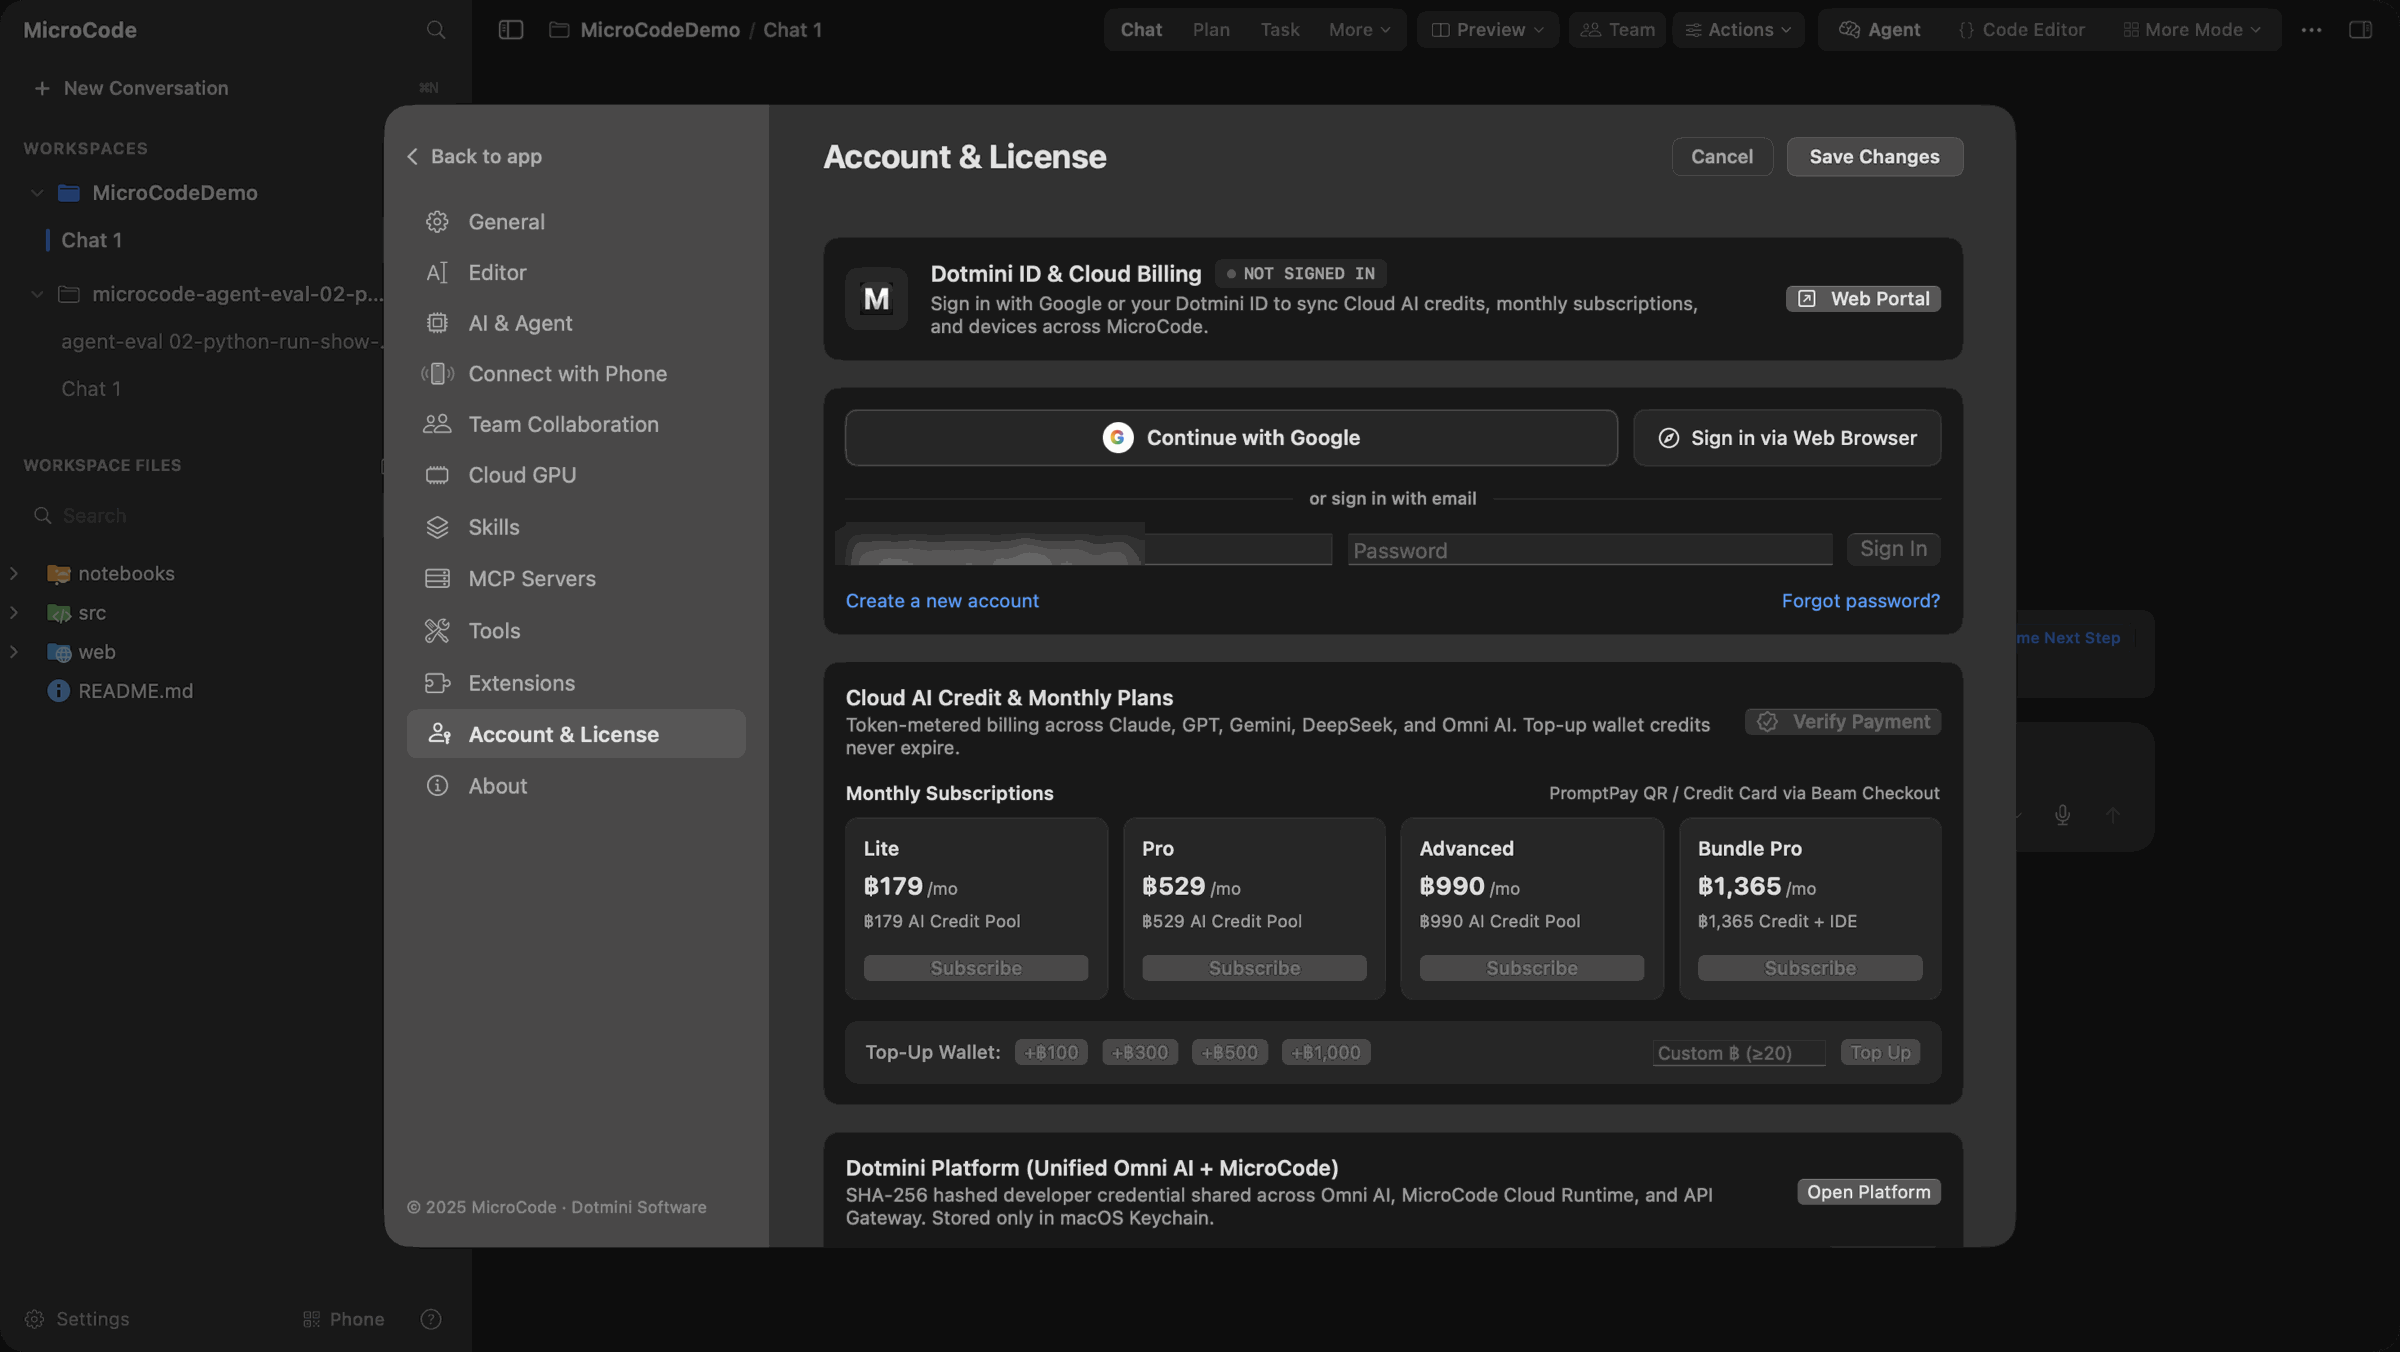 MicroCode
New Conversation
⌘N
WORKSPACES
MicroCodeDemo
Chat 1
microcode-agent-eval-02-p...
agent-eval 02-python-run-show-.
Chat 1
WORKSPACE FILES
Search
notebooks
src
web
README.md
Settings
Phone
MicroCodeDemo / Chat 1
Chat
Plan
Task
More
Preview
Team
Actions
Agent
Code Editor
More Mode
Back to app
General
Editor
AI & Agent
Connect with Phone
Team Collaboration
Cloud GPU
Skills
MCP Servers
Tools
Extensions
Account & License
About
© 2025 MicroCode · Dotmini Software
Account & License
Cancel
Save Changes
Dotmini ID & Cloud Billing
NOT SIGNED IN
Sign in with Google or your Dotmini ID to sync Cloud AI credits, monthly subscriptions,
and devices across MicroCode.
Web Portal
Continue with Google
Sign in via Web Browser
or sign in with email
Password
Sign In
Create a new account
Forgot password?
Cloud AI Credit & Monthly Plans
Token-metered billing across Claude, GPT, Gemini, DeepSeek, and Omni AI. Top-up wallet credits
never expire.
Verify Payment
Monthly Subscriptions
PromptPay QR / Credit Card via Beam Checkout
Lite
฿179 /mo
฿179 AI Credit Pool
Subscribe
Pro
฿529 /mo
฿529 AI Credit Pool
Subscribe
Advanced
฿990 /mo
฿990 AI Credit Pool
Subscribe
Bundle Pro
฿1,365 /mo
฿1,365 Credit + IDE
Subscribe
Top-Up Wallet:
+฿100
+฿300
+฿500
+฿1,000
Custom ฿ (≥20)
Top Up
Dotmini Platform (Unified Omni AI + MicroCode)
SHA-256 hashed developer credential shared across Omni AI, MicroCode Cloud Runtime, and API
Gateway. Stored only in macOS Keychain.
Open Platform
me Next Step